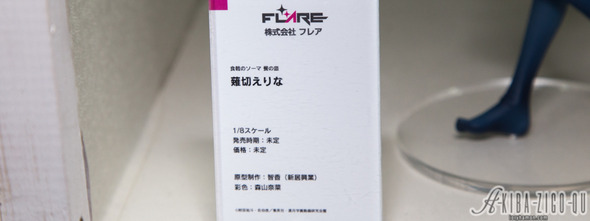 FLARE
株式会社 フレア
食戟のソーマ 餐の皿
薙切えりな
1/8スケール
発売時期：未定
価格：未定
原型制作：智香（新居興業）
彩色：森山奈菜
AKIBA-ZIGO-QU